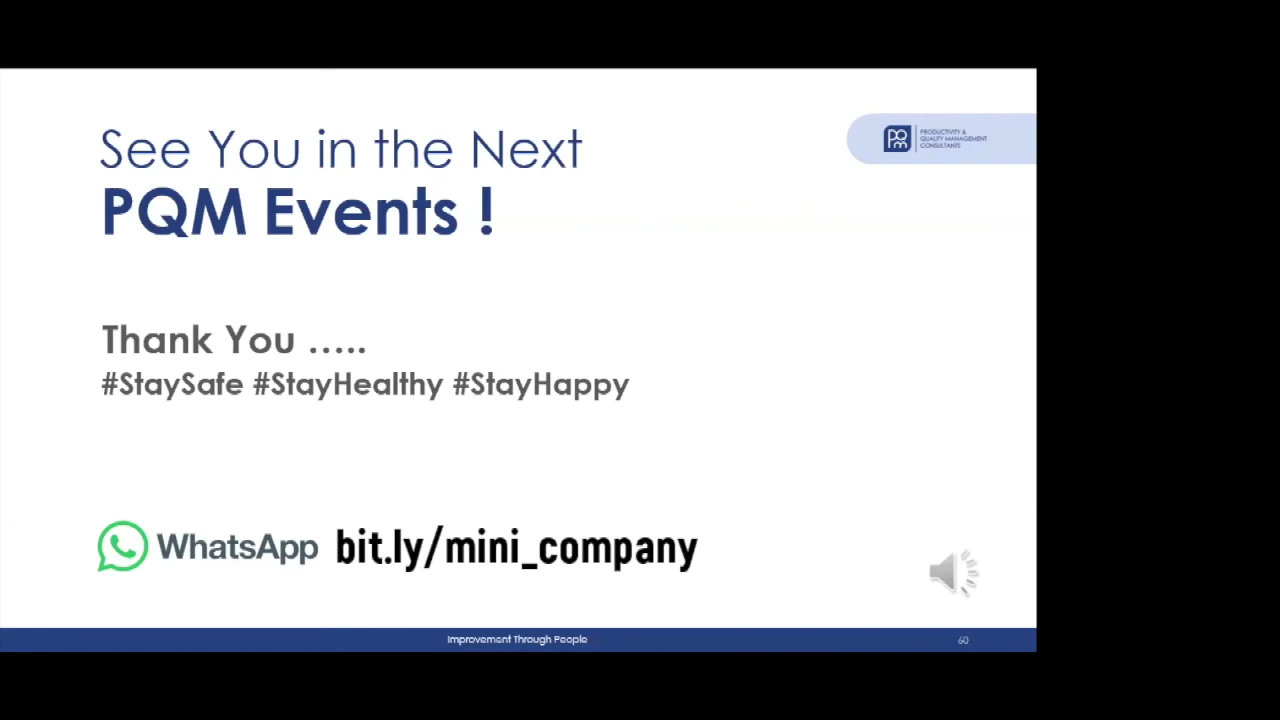 See You in the Next
PQM Events !
PQM
PRODUCTIVITY &
QUALITY MANAGEMENT
CONSULTANTS
Thank You .....
#StaySafe #StayHealthy #StayHappy
WhatsApp bit.ly/mini_company
Improvement Through People
60